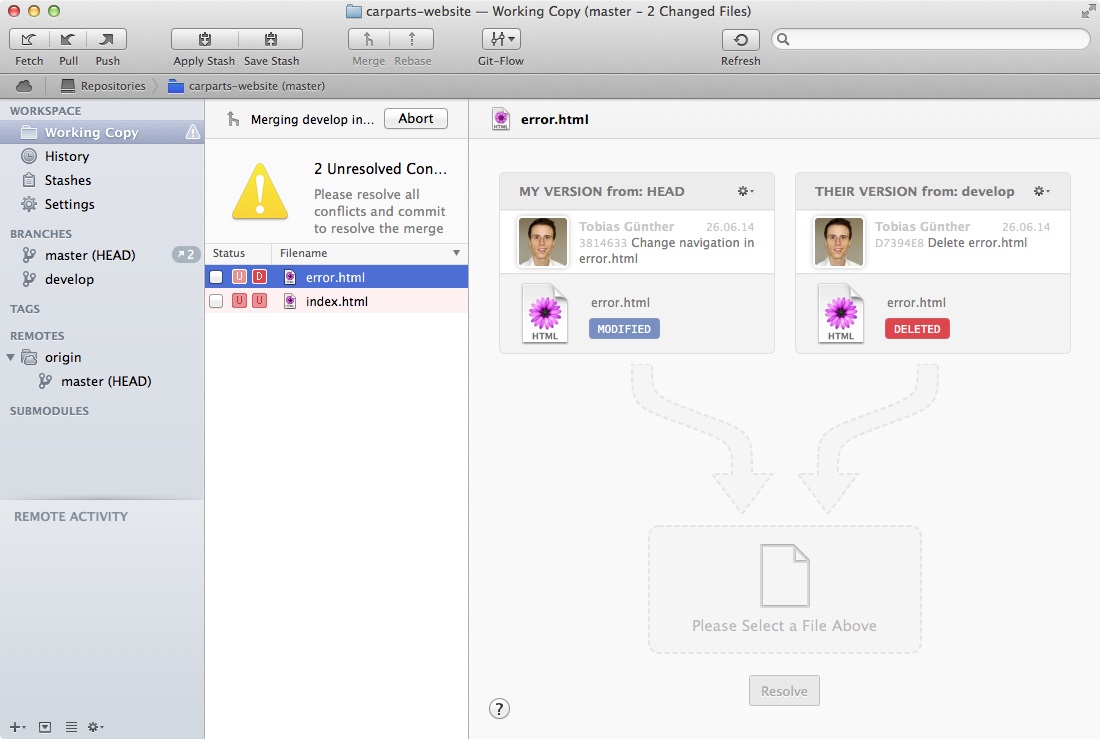 carparts-website — Working Copy (master – 2 Changed Files)
Fetch Pull Push Apply Stash Save Stash Merge Rebase Git-Flow Refresh
Repositories carparts-website (master)
WORKSPACE
Working Copy
History
Stashes
Settings
BRANCHES
master (HEAD) 2
develop
TAGS
REMOTES
origin
master (HEAD)
SUBMODULES
REMOTE ACTIVITY
Merging develop in... Abort
2 Unresolved Con...
Please resolve all
conflicts and commit
to resolve the merge
Status Filename
U D error.html
U U index.html
HTML error.html
MY VERSION from: HEAD
Tobias Günther 26.06.14
3814633 Change navigation in
error.html
error.html
HTML MODIFIED
THEIR VERSION from: develop
Tobias Günther 26.06.14
D7394E8 Delete error.html
error.html
HTML DELETED
Please Select a File Above
Resolve
?